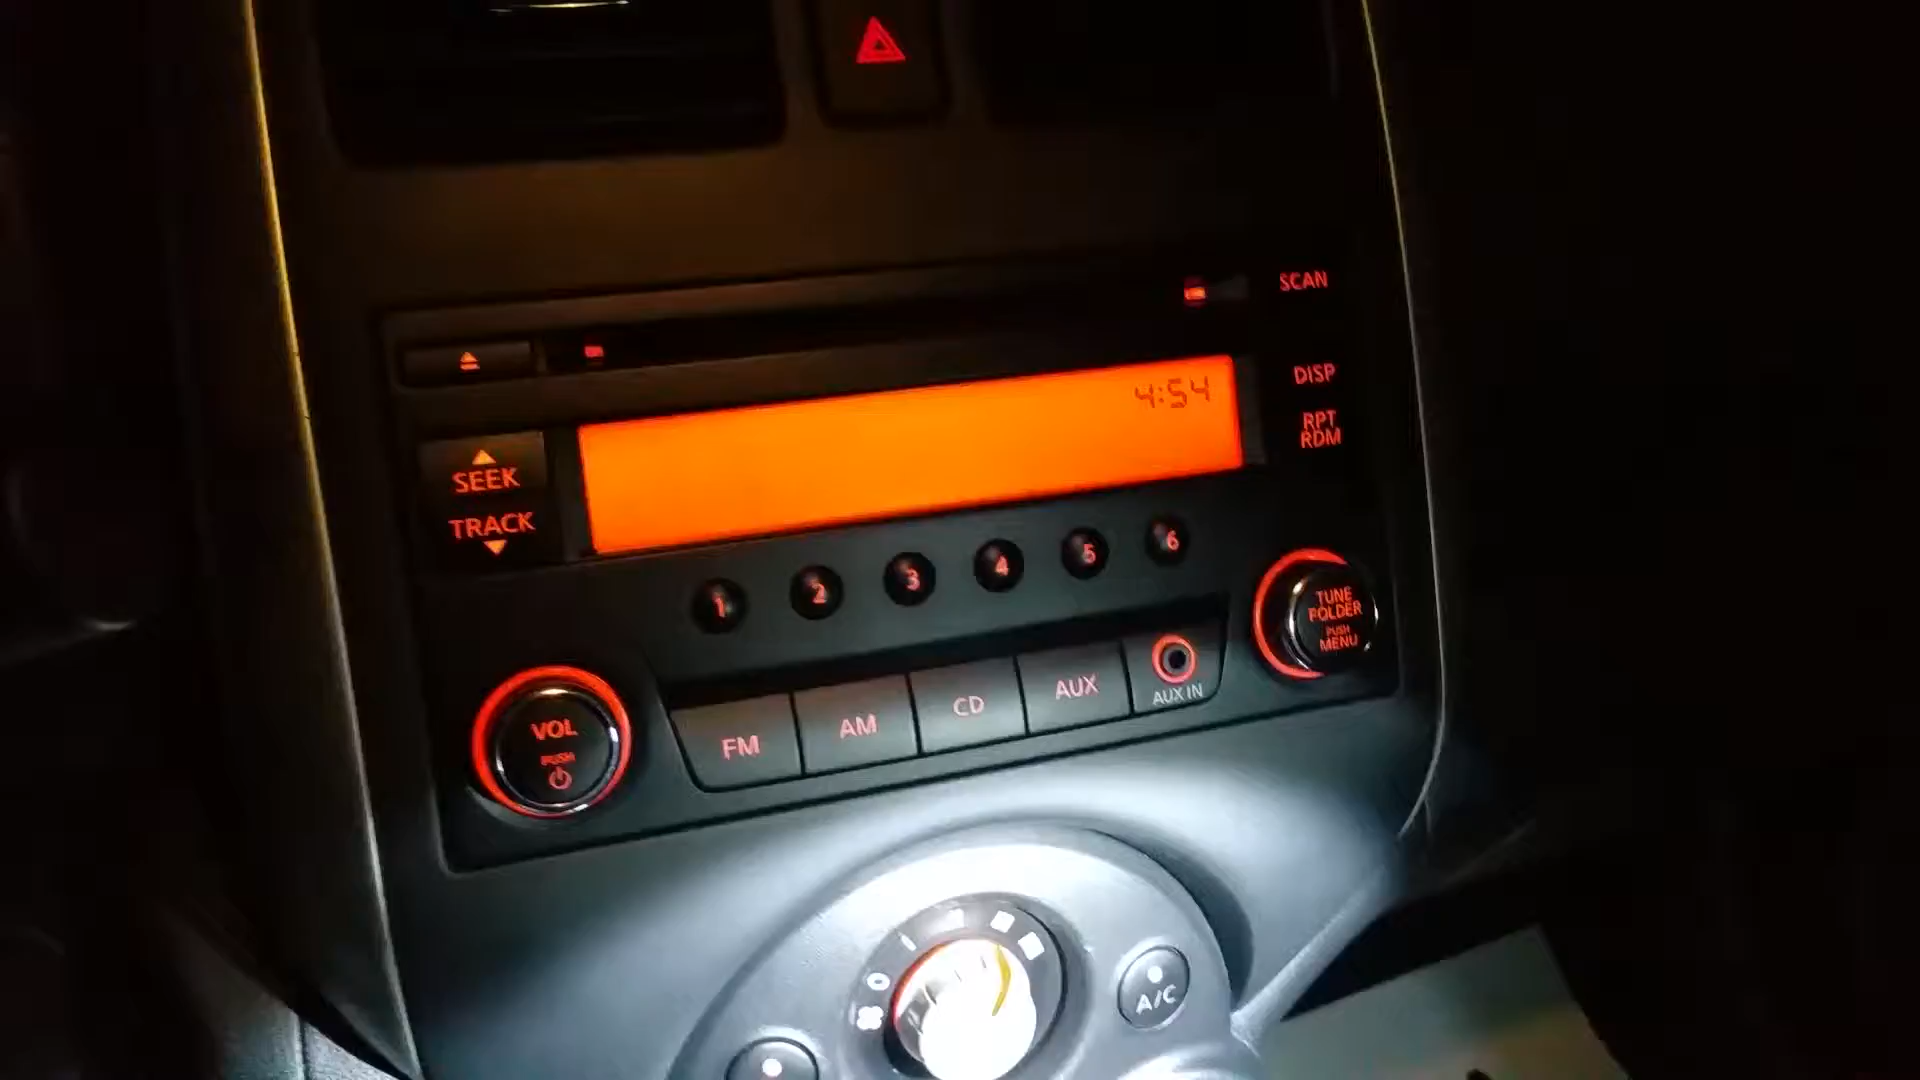 SCAN
4:54
DISP
RPT
RDM
SEEK
TRACK
1
2
3
4
5
6
TUNE
FOLDER
PUSH
MENU
VOL
PUSH
FM
AM
CD
AUX
AUX IN
0
A/C